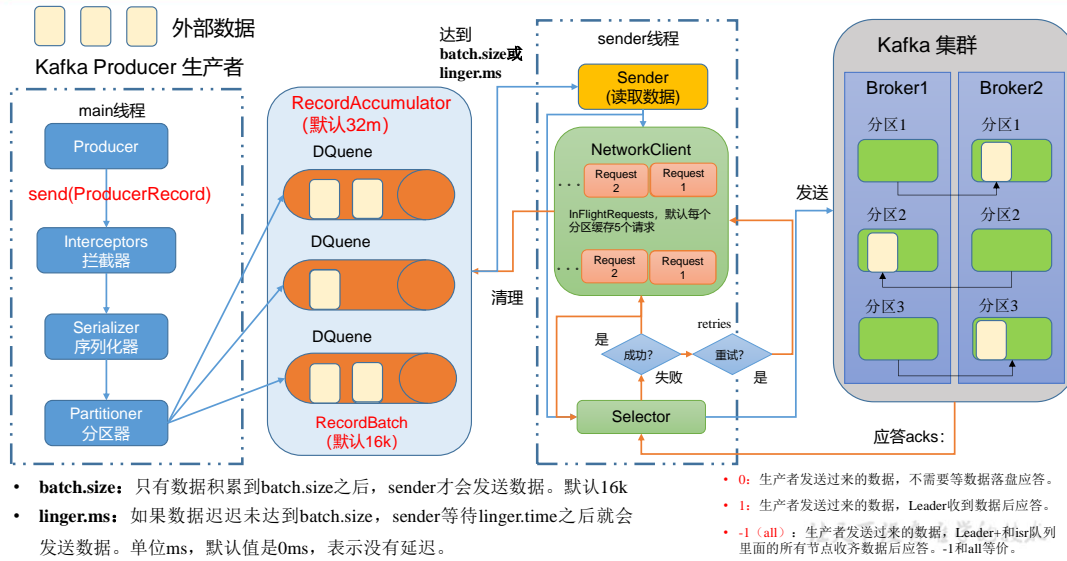 外部数据
Kafka Producer 生产者
main线程
Producer
send(ProducerRecord)
Interceptors
拦截器
Serializer
序列化器
Partitioner
分区器
RecordAccumulator
（默认32m）
DQuene
DQuene
DQuene
RecordBatch
（默认16k）
达到
batch.size或
linger.ms
清理
sender线程
Sender
(读取数据)
NetworkClient
...
Request
2
Request
1
InFlightRequests，默认每个
分区缓存5个请求
...
Request
2
Request
1
是
成功?
失败
retries
重试?
是
Selector
发送
Kafka 集群
Broker1
Broker2
分区1
分区1
分区2
分区2
分区3
分区3
应答acks：
• batch.size：只有数据积累到batch.size之后，sender才会发送数据。默认16k
• linger.ms：如果数据迟迟未达到batch.size，sender等待linger.time之后就会
发送数据。单位ms，默认值是0ms，表示没有延迟。
• 0：生产者发送过来的数据，不需要等数据落盘应答。
• 1：生产者发送过来的数据，Leader收到数据后应答。
• -1（all）：生产者发送过来的数据，Leader+和isr队列
里面的所有节点收齐数据后应答。-1和all等价。